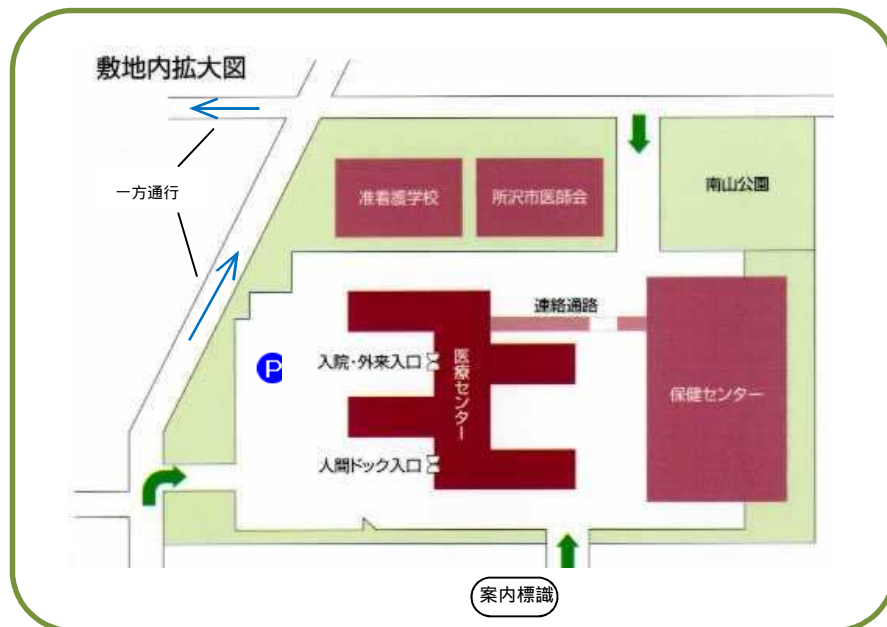 敷地内拡大図
一方通行
准看護学校
所沢市医師会
南山公園
連絡通路
入院・外来入口
医療センター
保健センター
P
人間ドック入口
案内標識